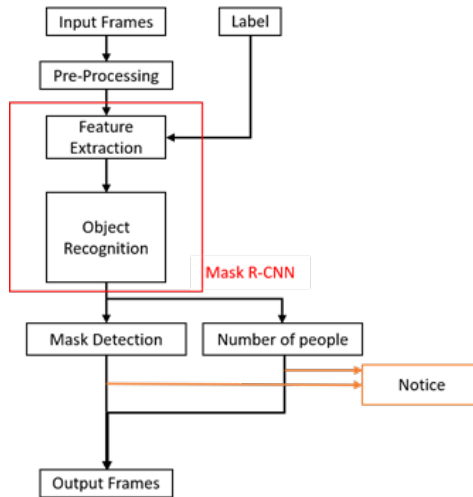 Input Frames
Label
Pre-Processing
Feature
Extraction
Object
Recognition
Mask R-CNN
Mask Detection
Number of people
Notice
Output Frames